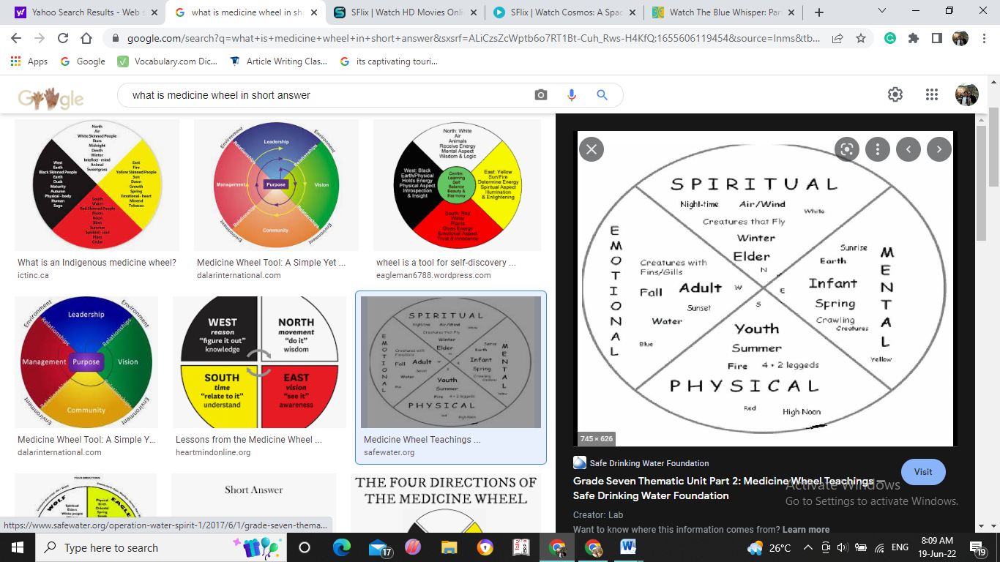 Yahoo Search Results - Web s
what is medicine wheel in sho
SFlix | Watch HD Movies Onli
SFlix | Watch Cosmos: A Spac
Watch The Blue Whisper: Par
google.com/search?q=what+is+medicine+wheel+in+short+answer&sxsrf=ALiCzsZcWptb6o7RT1Bt-Cuh_Rws-H4KfQ:1655606119454&source=lnms&tb...
Apps
Google
Vocabulary.com Dic...
Article Writing Clas...
its captivating touri...
what is medicine wheel in short answer
North
Air
White Skinned People
Stars
Midnight
Death
Winter
Intellect - mind
Animal
Sweetgrass
West
Earth
Black Skinned People
Earth
Dusk
Maturity
Autumn
Physical - body
Human
Sage
East
Fire
Yellow Skinned People
Sun
Dawn
Growth
Spring
Emotional - heart
Mineral
Tobacco
South
Water
Red Skinned People
Moon
Noon
Birth
Summer
Spirit - soul
Plant
Cedar
What is an Indigenous medicine wheel?
ictinc.ca
Environment
Environment
Leadership
Relationships
Relationships
Management
Purpose
Vision
Relationships
Relationships
Community
Environment
Environment
Medicine Wheel Tool: A Simple Yet ...
dalarinternational.com
North: White
Air
Animals
Receive Energy
Mental Aspect
Wisdom & Logic
West: Black
Earth/Physical
Holds Energy
Physical Aspect
Introspection
& Insight
Centre
Learning
Self
Balance
Beauty &
Harmony
East: Yellow
Sun/Fire
Determine Energy
Spiritual Aspect
Illumination
& Enlightening
South: Red
Water
Plants
Gives Energy
Emotional Aspect
Trust & Innocence
wheel is a tool for self-discovery ...
eagleman6788.wordpress.com
Environment
Environment
Leadership
Relationships
Relationships
Management
Purpose
Vision
Community
Environment
Environment
Medicine Wheel Tool: A Simple Y...
dalarinternational.com
WEST
reason
"figure it out"
knowledge
NORTH
movement
"do it"
wisdom
SOUTH
time
"relate to it"
understand
EAST
vision
"see it"
awareness
Lessons from the Medicine Wheel ...
heartmindonline.org
SPIRITUAL
Night-time Air/Wind White
Creatures that Fly
Winter
Elder
EMOTIONAL
Creatures with
Fins/Gills
Fall Adult
Sunset
Water
Blue
Sunrise
Earth
Infant
Spring
Crawling
Creatures
MENTAL
Yellow
Youth
Summer
Fire 4 + 2 leggeds
PHYSICAL
Red High Noon
Medicine Wheel Teachings ...
safewater.org
FOUR DIRECTIONS
WOLF
Spiritual
Elders
White people
EAGLE
Physical
Birth
Oriental
Spring
Short Answer
THE FOUR DIRECTIONS OF
THE MEDICINE WHEEL
SPIRITUAL
Night-time Air/Wind White
Creatures that Fly
Winter
Elder
N
W E
S
EMOTIONAL
Creatures with
Fins/Gills
Fall Adult
Sunset
Water
Blue
Sunrise
Earth
Infant
Spring
Crawling
Creatures
MENTAL
Yellow
Youth
Summer
Fire 4 + 2 leggeds
PHYSICAL
Red High Noon
745 × 626
Safe Drinking Water Foundation
Visit
Grade Seven Thematic Unit Part 2: Medicine Wheel Teachings —
Safe Drinking Water Foundation
Creator: Lab
Want to know where this information comes from? Learn more
Activate Windows
Go to Settings to activate Windows.
https://www.safewater.org/operation-water-spirit-1/2017/6/1/grade-seven-thema...
Type here to search
17
26°C
ENG
8:09 AM
19-Jun-22
19